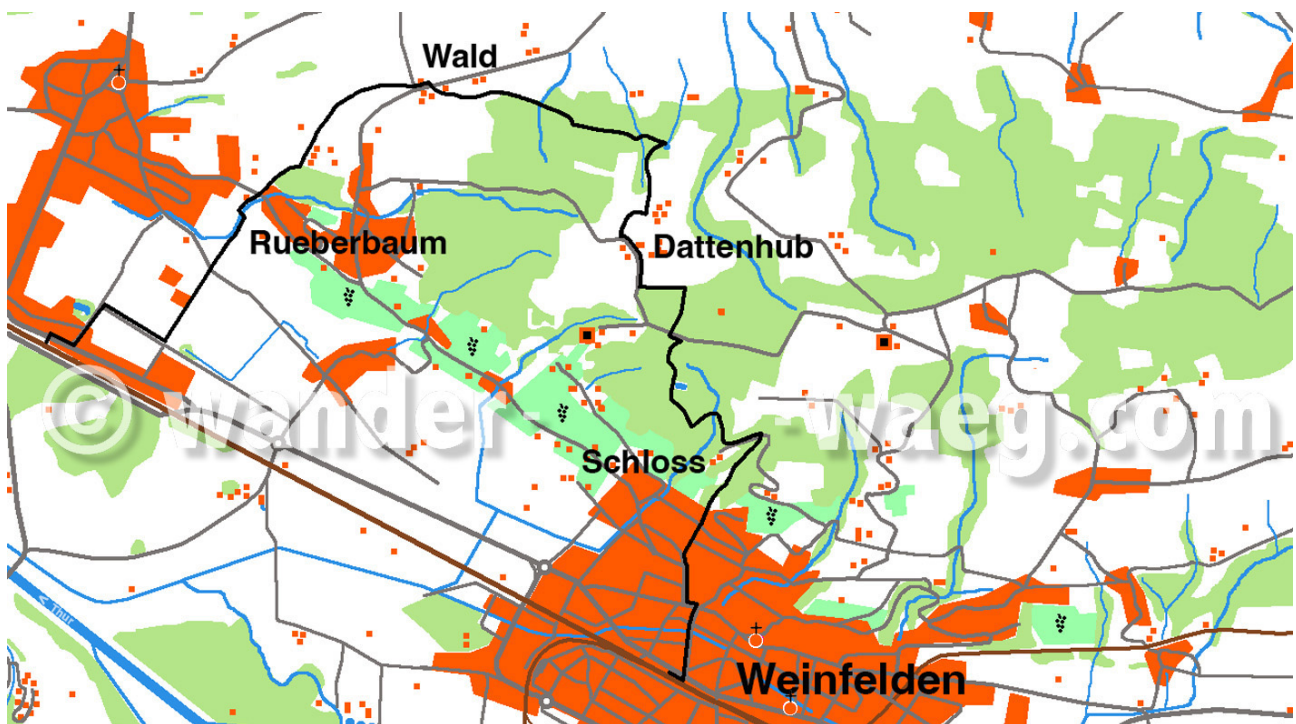 Wald
Rueberbaum
Dattenhub
© wander- -waeg.com
Schloss
< Thur
Weinfelden